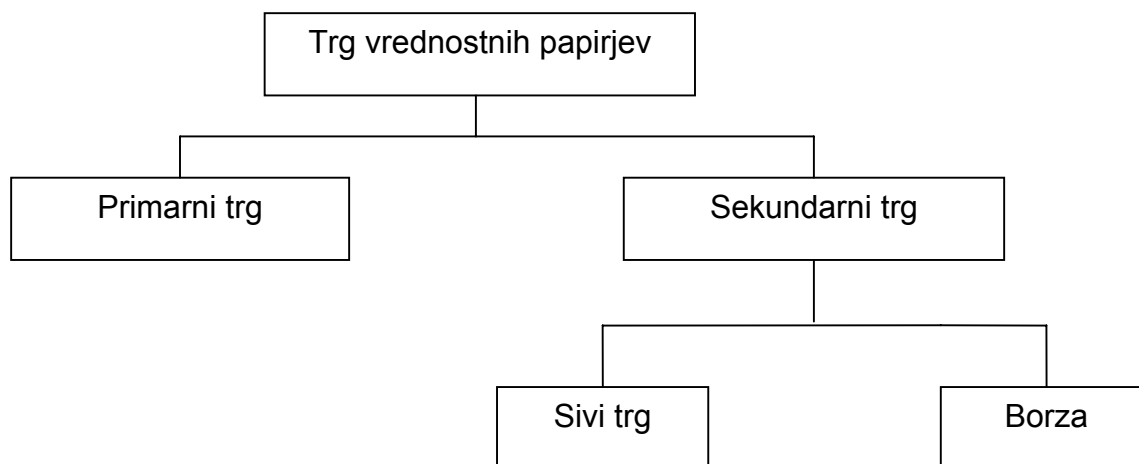 Trg vrednostnih papirjev
Primarni trg
Sekundarni trg
Sivi trg
Borza